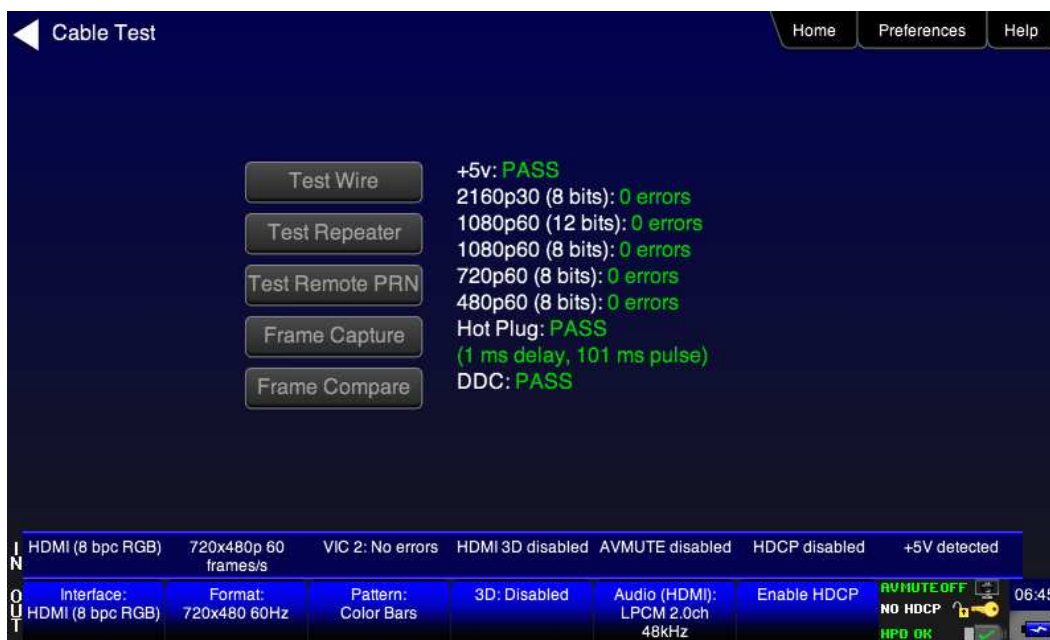 Cable Test
Home
Preferences
Help
Test Wire
Test Repeater
Test Remote PRN
Frame Capture
Frame Compare
+5v: PASS
2160p30 (8 bits): 0 errors
1080p60 (12 bits): 0 errors
1080p60 (8 bits): 0 errors
720p60 (8 bits): 0 errors
480p60 (8 bits): 0 errors
Hot Plug: PASS
(1 ms delay, 101 ms pulse)
DDC: PASS
IN
HDMI (8 bpc RGB)
720x480p 60
frames/s
VIC 2: No errors
HDMI 3D disabled
AVMUTE disabled
HDCP disabled
+5V detected
OUT
Interface:
HDMI (8 bpc RGB)
Format:
720x480 60Hz
Pattern:
Color Bars
3D: Disabled
Audio (HDMI):
LPCM 2.0ch
48kHz
Enable HDCP
AVMUTEOFF
NO HDCP
HPD OK
06:45